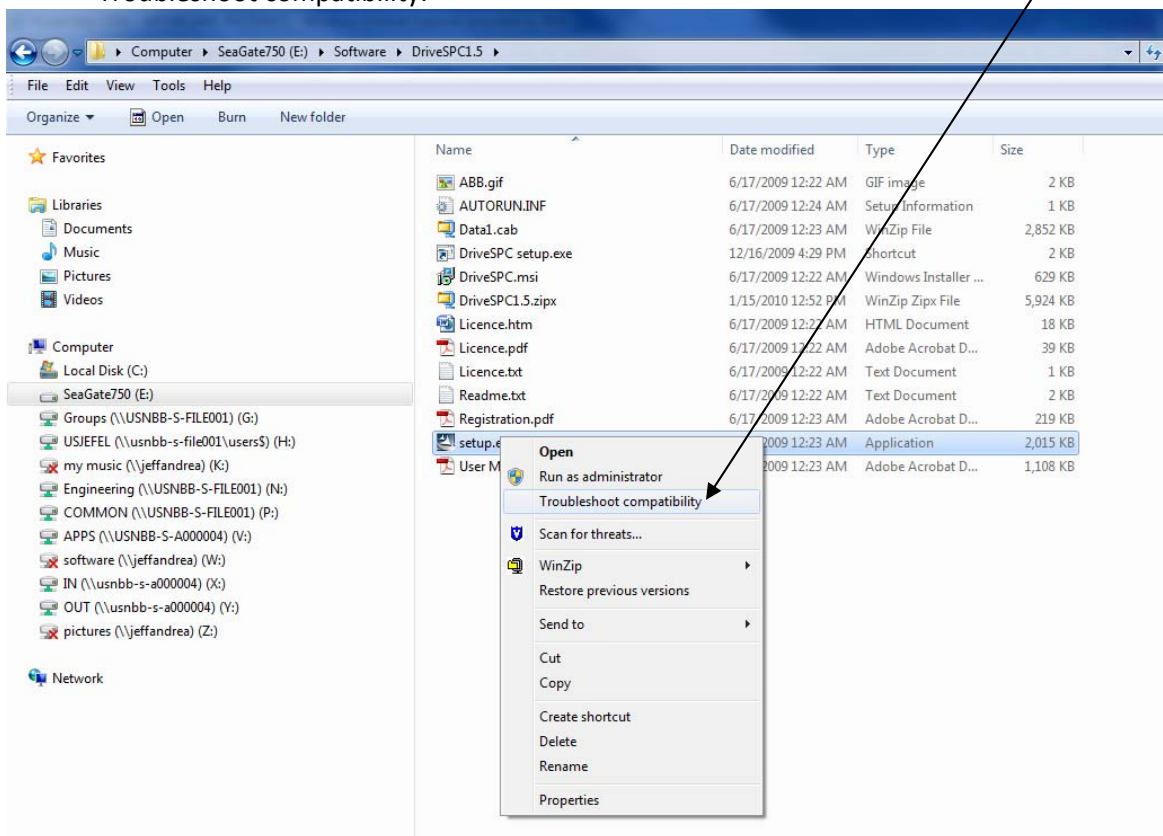 Troubleshoot compatibility.
Computer SeaGate750 (E:) Software DriveSPC1.5
File Edit View Tools Help
Organize Open Burn New folder
Favorites
Libraries
Documents
Music
Pictures
Videos
Computer
Local Disk (C:)
SeaGate750 (E:)
Groups (\\USNBB-S-FILE001) (G:)
USJEFEL (\\usnbb-s-file001\users$) (H:)
my music (\\jeffandrea) (K:)
Engineering (\\USNBB-S-FILE001) (N:)
COMMON (\\USNBB-S-FILE001) (P:)
APPS (\\USNBB-S-A000004) (V:)
software (\\jeffandrea) (W:)
IN (\\usnbb-s-a000004) (X:)
OUT (\\usnbb-s-a000004) (Y:)
pictures (\\jeffandrea) (Z:)
Network
Name Date modified Type Size
ABB.gif 6/17/2009 12:22 AM GIF image 2 KB
AUTORUN.INF 6/17/2009 12:24 AM Setup Information 1 KB
Data1.cab 6/17/2009 12:23 AM WinZip File 2,852 KB
DriveSPC setup.exe 12/16/2009 4:29 PM Shortcut 2 KB
DriveSPC.msi 6/17/2009 12:22 AM Windows Installer ... 629 KB
DriveSPC1.5.zipx 1/15/2010 12:52 PM WinZip Zipx File 5,924 KB
Licence.htm 6/17/2009 12:22 AM HTML Document 18 KB
Licence.pdf 6/17/2009 12:22 AM Adobe Acrobat D... 39 KB
Licence.txt 6/17/2009 12:22 AM Text Document 1 KB
Readme.txt 6/17/2009 12:22 AM Text Document 2 KB
Registration.pdf 6/17/2009 12:23 AM Adobe Acrobat D... 219 KB
setup.e 2009 12:23 AM Application 2,015 KB
User M 2009 12:23 AM Adobe Acrobat D... 1,108 KB
Open
Run as administrator
Troubleshoot compatibility
Scan for threats...
WinZip
Restore previous versions
Send to
Cut
Copy
Create shortcut
Delete
Rename
Properties